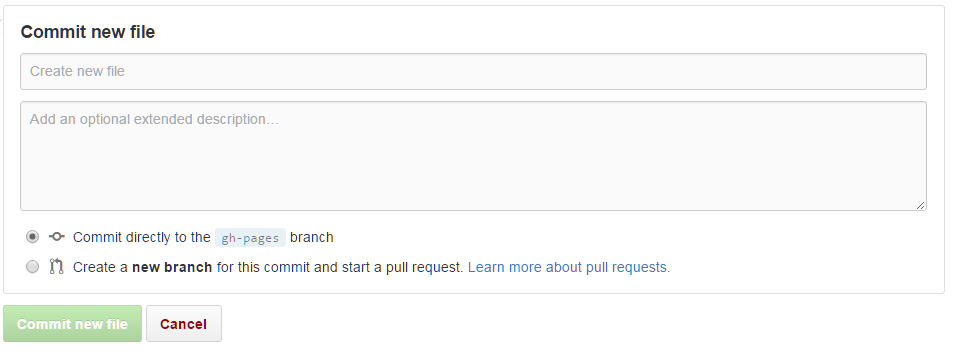 Commit new file
Create new file
Add an optional extended description…
Commit directly to the gh-pages branch
Create a new branch for this commit and start a pull request. Learn more about pull requests.
Commit new file Cancel